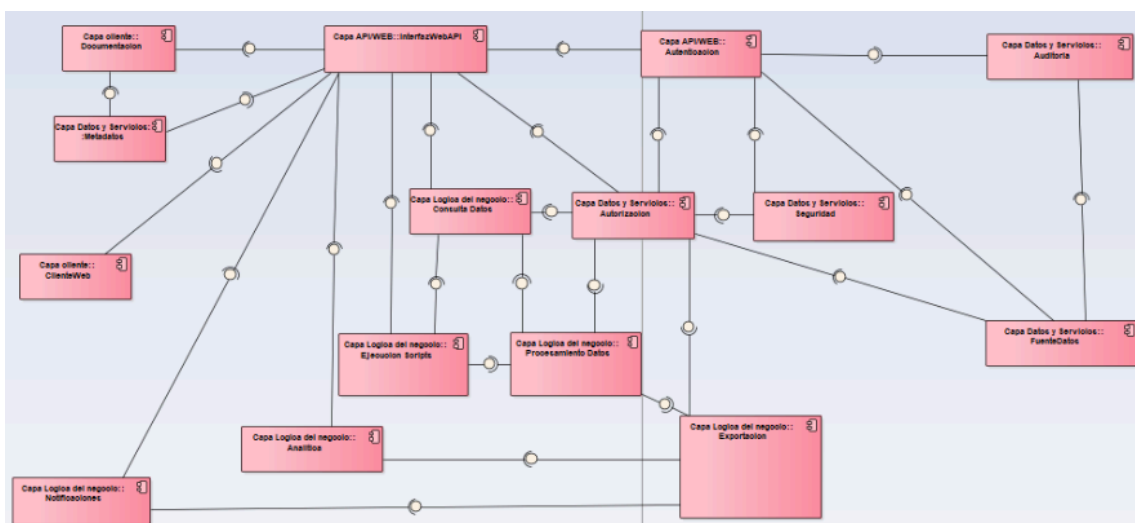 Capa cliente::
Documentacion
Capa API/WEB::InterfazWebAPI
Capa API/WEB::
Autenticacion
Capa Datos y Servicios::
Auditoria
Capa Datos y Servicios::
:Metadatos
Capa Logica del negocio::
Consulta Datos
Capa Datos y Servicios::
Autorizacion
Capa Datos y Servicios::
Seguridad
Capa cliente::
ClienteWeb
Capa Logica del negocio::
Ejecucion Scripts
Capa Logica del negocio::
Procesamiento Datos
Capa Datos y Servicios::
FuenteDatos
Capa Logica del negocio::
Analitica
Capa Logica del negocio::
Exportacion
Capa Logica del negocio::
Notificaciones